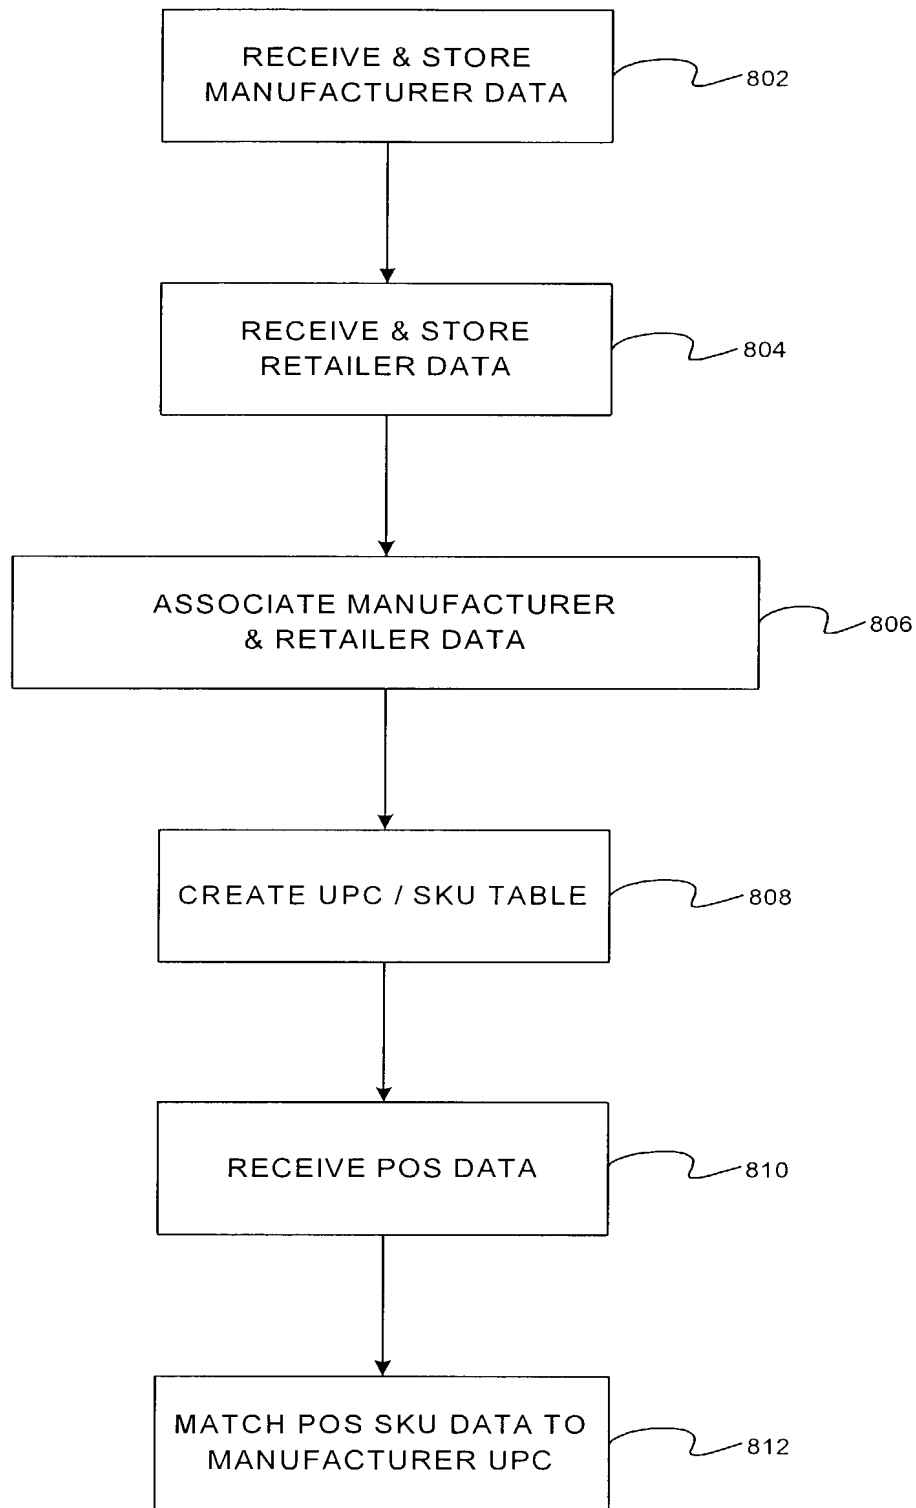 RECEIVE & STORE
MANUFACTURER DATA
802
RECEIVE & STORE
RETAILER DATA
804
ASSOCIATE MANUFACTURER
& RETAILER DATA
806
CREATE UPC / SKU TABLE
808
RECEIVE POS DATA
810
MATCH POS SKU DATA TO
MANUFACTURER UPC
812